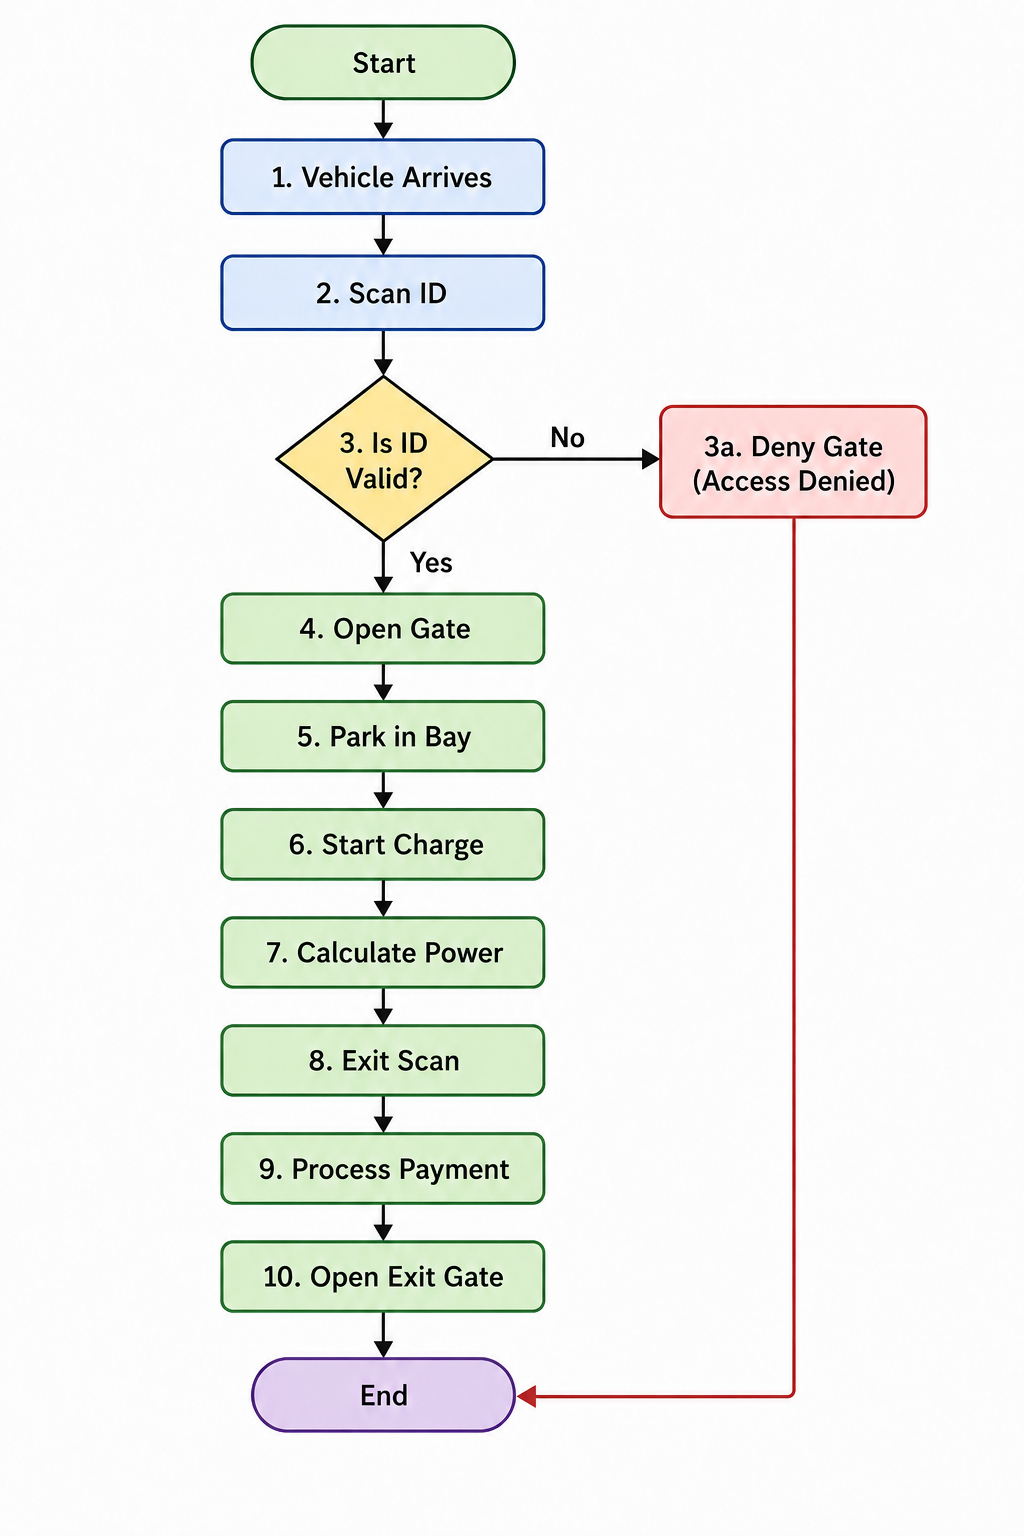 Start
1. Vehicle Arrives
2. Scan ID
3. Is ID
Valid?
No
3a. Deny Gate
(Access Denied)
Yes
4. Open Gate
5. Park in Bay
6. Start Charge
7. Calculate Power
8. Exit Scan
9. Process Payment
10. Open Exit Gate
End